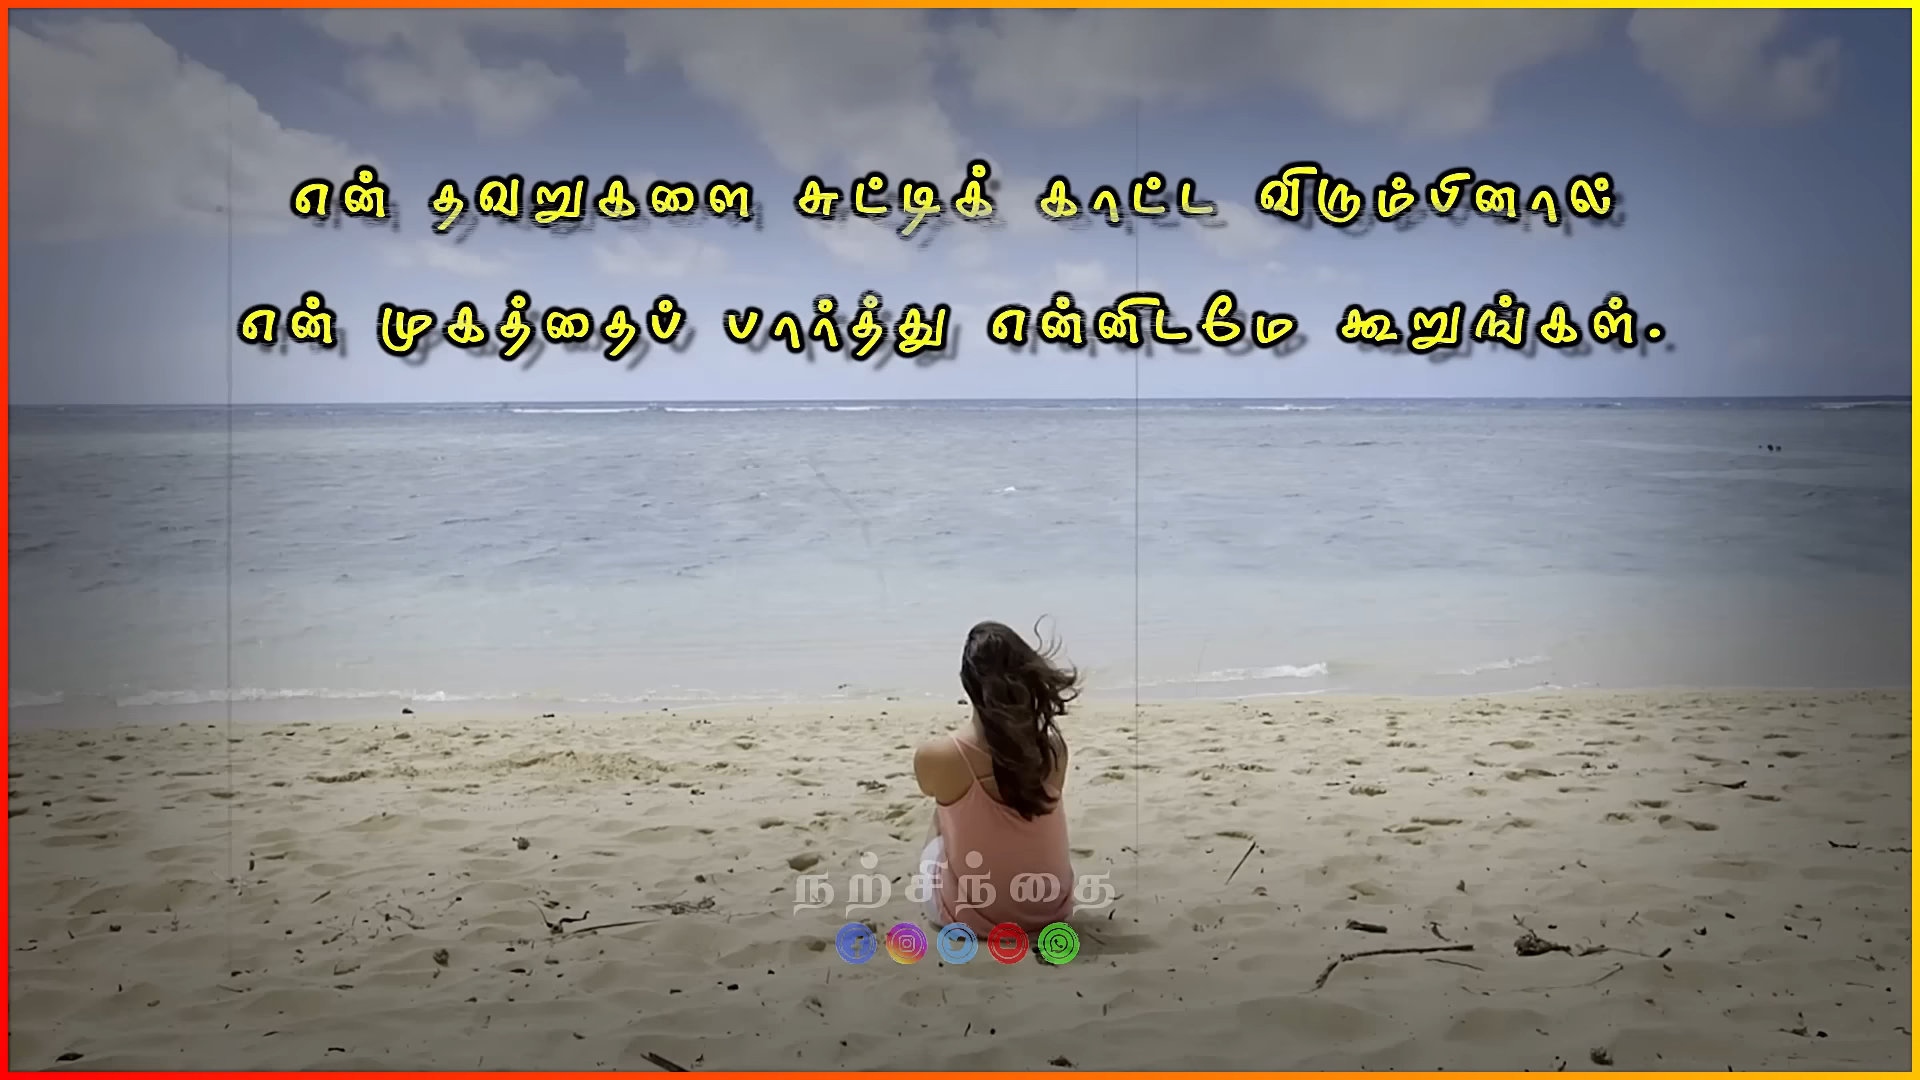 என் தவறுகளை சுட்டிக் காட்ட விரும்பினால்
என் முகத்தைப் பார்த்து என்னிடமே கூறுங்கள்.
நற்சிந்தை